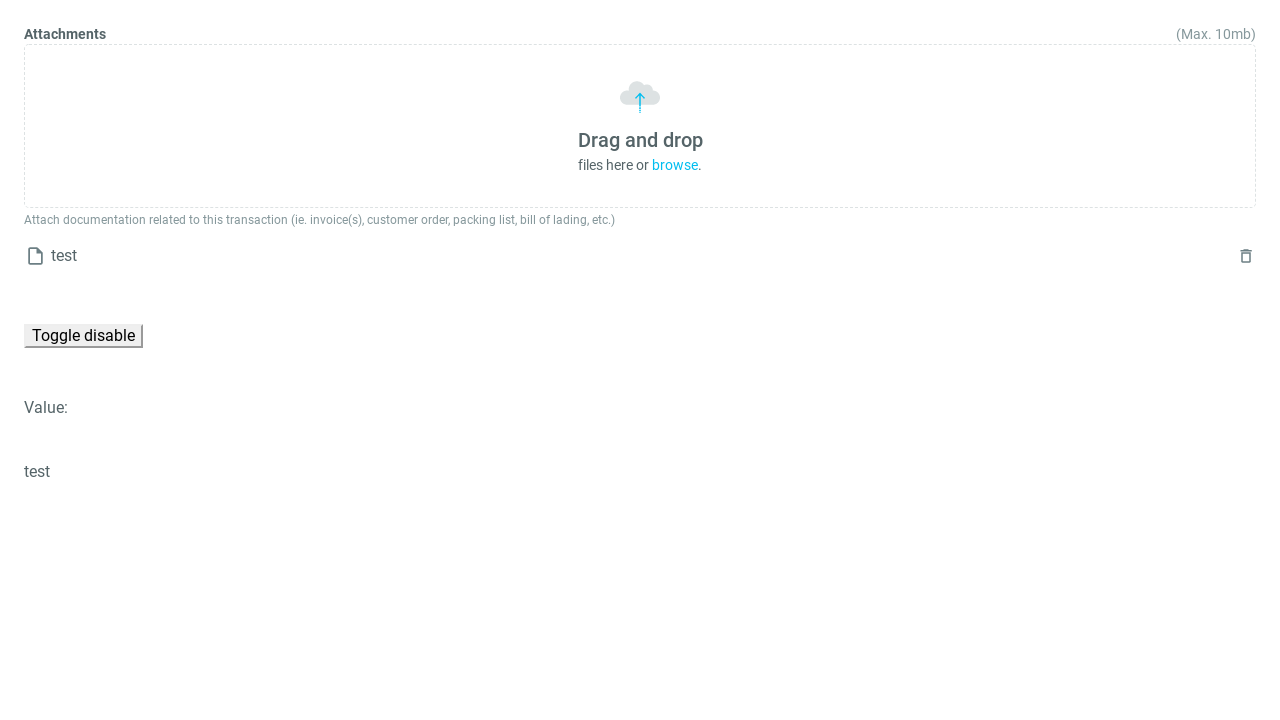 Attachments (Max. 10mb)
Drag and drop
files here or browse.
Attach documentation related to this transaction (ie. invoice(s), customer order, packing list, bill of lading, etc.)
test
Toggle disable
Value:
test